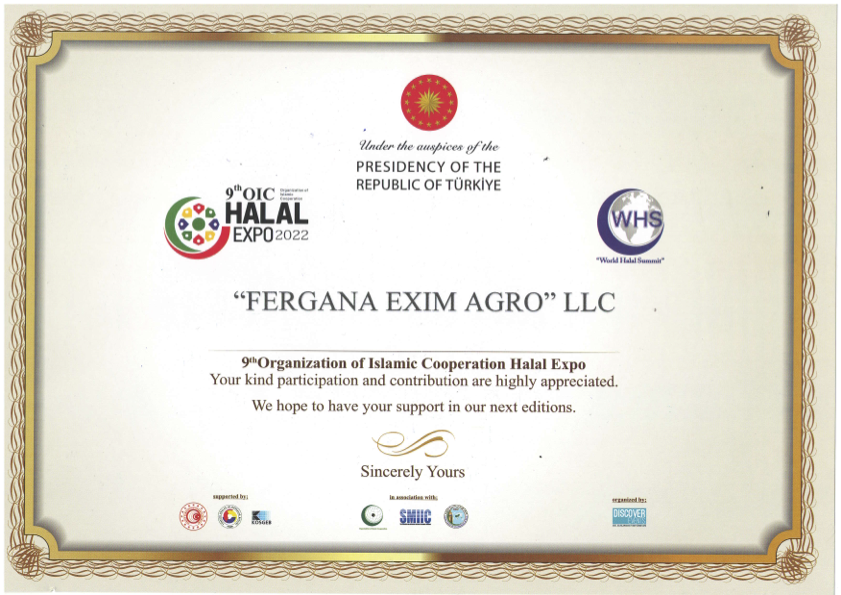 Under the auspices of the
PRESIDENCY OF THE
REPUBLIC OF TÜRKİYE
9th OIC
Organization of
Islamic
Cooperation
HALAL
EXPO 2022
WHS
"World Halal Summit"
“FERGANA EXIM AGRO” LLC
9thOrganization of Islamic Cooperation Halal Expo
Your kind participation and contribution are highly appreciated.
We hope to have your support in our next editions.
Sincerely Yours
supported by:
in association with:
organized by:
KOSGEB
SMIIC
DISCOVER